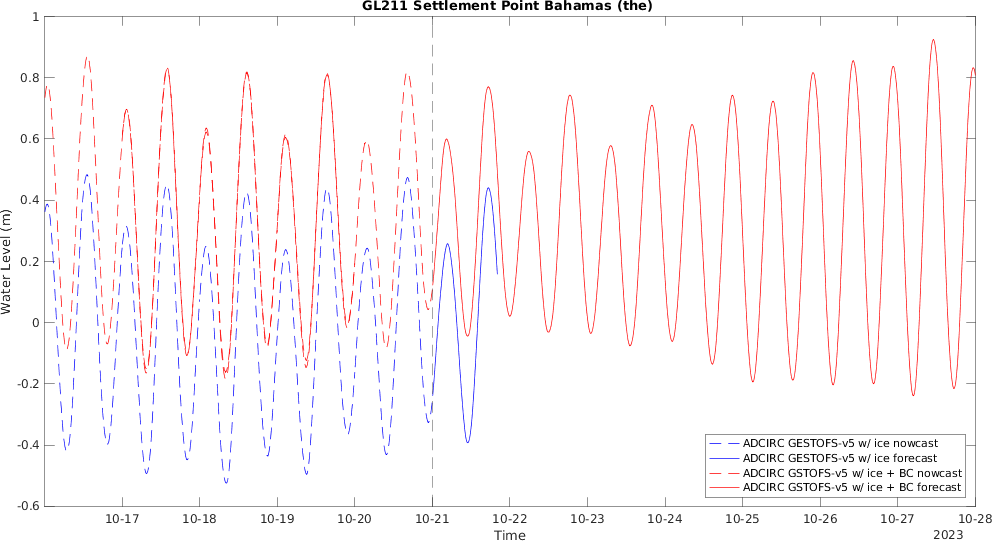 GL211 Settlement Point Bahamas (the)
1
0.8
0.6
0.4
0.2
0
-0.2
-0.4
-0.6
Water Level (m)
ADCIRC GESTOFS-v5 w/ ice nowcast
ADCIRC GESTOFS-v5 w/ ice forecast
ADCIRC GSTOFS-v5 w/ ice + BC nowcast
ADCIRC GSTOFS-v5 w/ ice + BC forecast
10-17 10-18 10-19 10-20 10-21 10-22 10-23 10-24 10-25 10-26 10-27 10-28
Time 2023